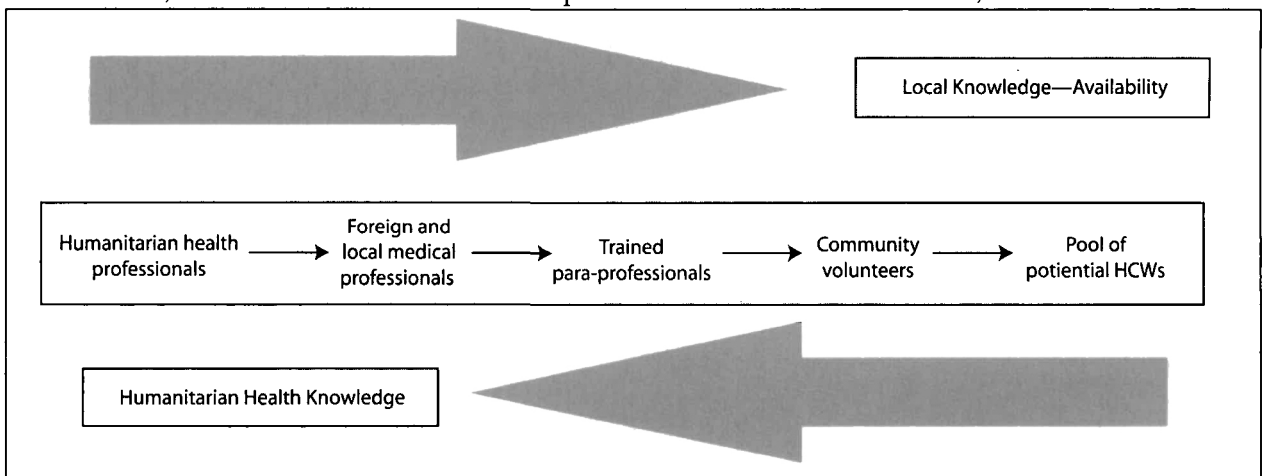 Local Knowledge—Availability
Humanitarian health
professionals
Foreign and
local medical
professionals
Trained
para-professionals
Community
volunteers
Pool of
potiential HCWs
Humanitarian Health Knowledge